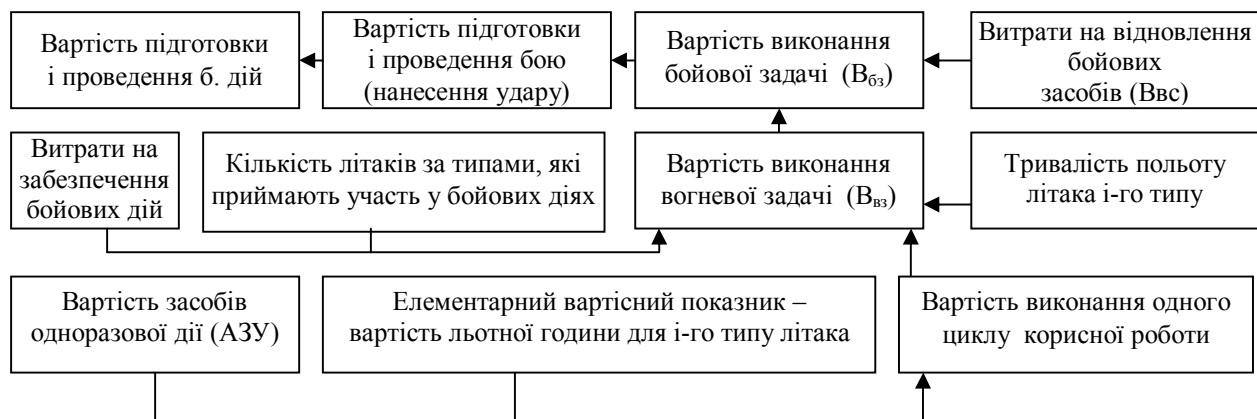 Вартість підготовки
і проведення б. дій
Вартість підготовки
і проведення бою
(нанесення удару)
Вартість виконання
бойової задачі (Вбз)
Витрати на відновлення
бойових
засобів (Ввс)
Витрати на
забезпечення
бойових дій
Кількість літаків за типами, які
приймають участь у бойових діях
Вартість виконання
вогневої задачі (Ввз)
Тривалість польоту
літака і-го типу
Вартість засобів
одноразової дії (АЗУ)
Елементарний вартісний показник –
вартість льотної години для і-го типу літака
Вартість виконання одного
циклу корисної роботи